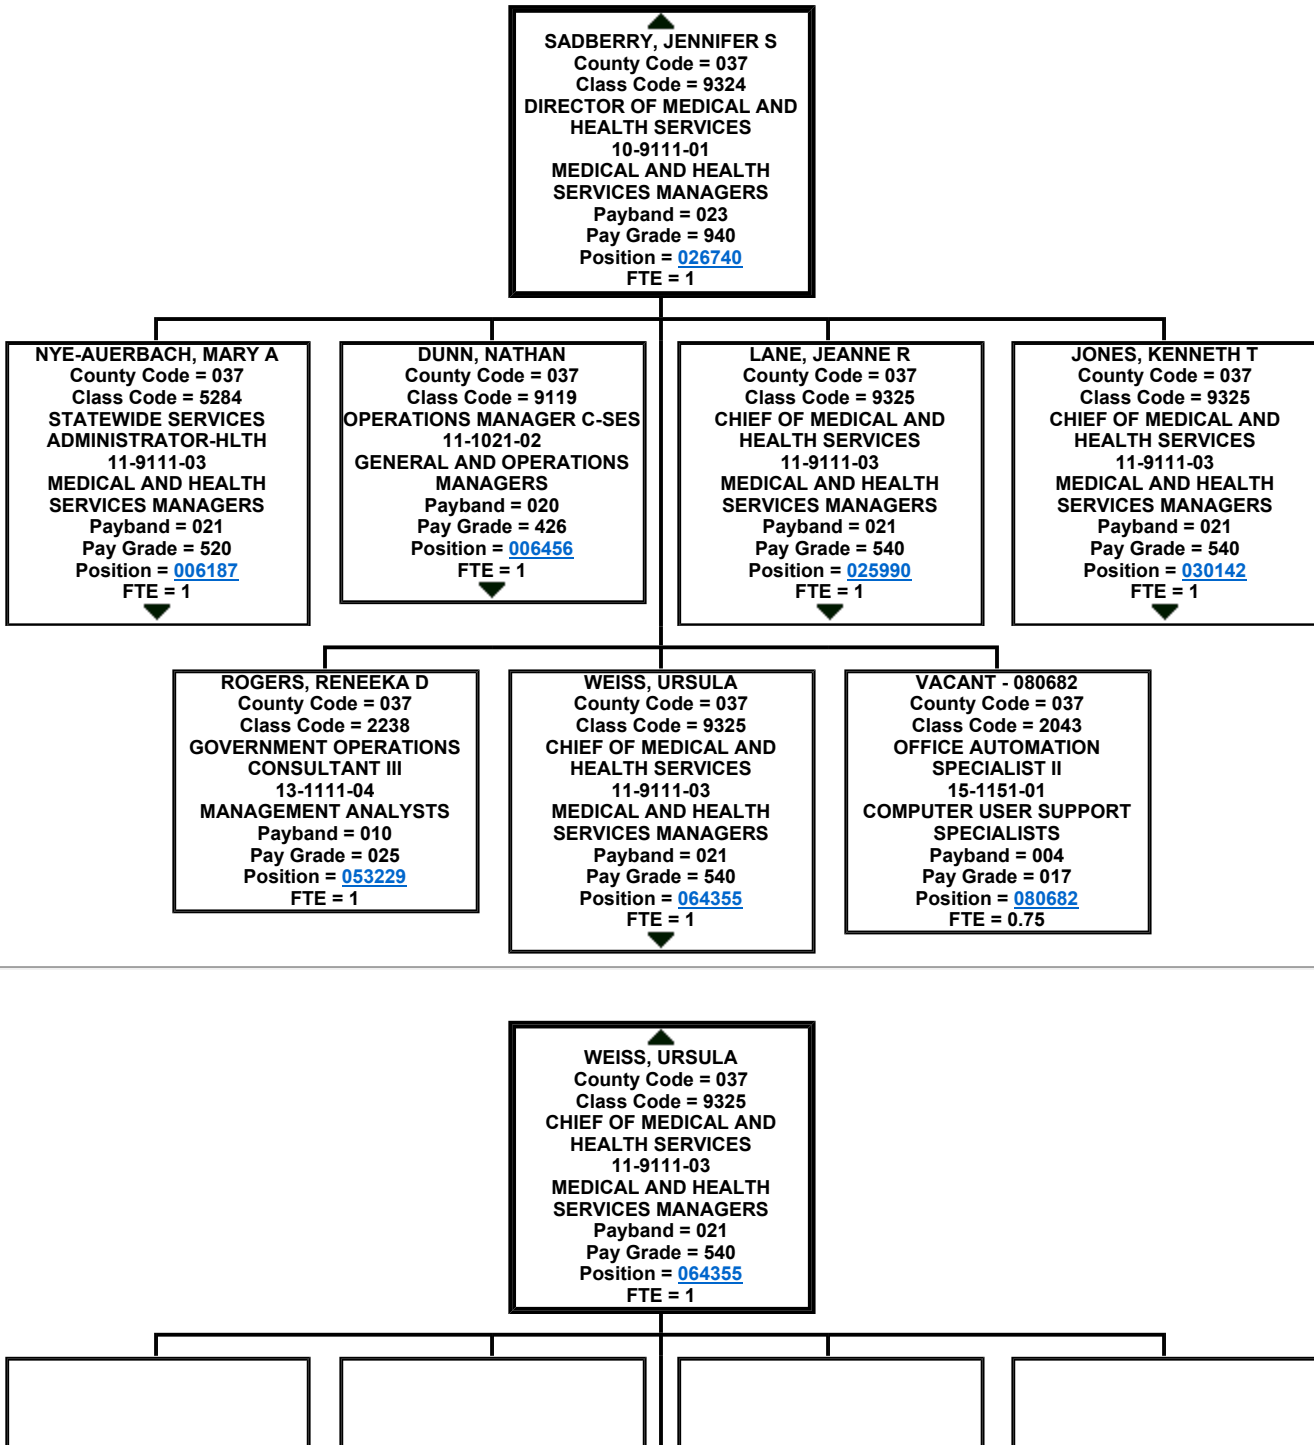 SADBERRY, JENNIFER S
County Code = 037
Class Code = 9324
DIRECTOR OF MEDICAL AND
HEALTH SERVICES
10-9111-01
MEDICAL AND HEALTH
SERVICES MANAGERS
Payband = 023
Pay Grade = 940
Position = 026740
FTE = 1
NYE-AUERBACH, MARY A
County Code = 037
Class Code = 5284
STATEWIDE SERVICES
ADMINISTRATOR-HLTH
11-9111-03
MEDICAL AND HEALTH
SERVICES MANAGERS
Payband = 021
Pay Grade = 520
Position = 006187
FTE = 1
DUNN, NATHAN
County Code = 037
Class Code = 9119
OPERATIONS MANAGER C-SES
11-1021-02
GENERAL AND OPERATIONS
MANAGERS
Payband = 020
Pay Grade = 426
Position = 006456
FTE = 1
LANE, JEANNE R
County Code = 037
Class Code = 9325
CHIEF OF MEDICAL AND
HEALTH SERVICES
11-9111-03
MEDICAL AND HEALTH
SERVICES MANAGERS
Payband = 021
Pay Grade = 540
Position = 025990
FTE = 1
JONES, KENNETH T
County Code = 037
Class Code = 9325
CHIEF OF MEDICAL AND
HEALTH SERVICES
11-9111-03
MEDICAL AND HEALTH
SERVICES MANAGERS
Payband = 021
Pay Grade = 540
Position = 030142
FTE = 1
ROGERS, RENEEKA D
County Code = 037
Class Code = 2238
GOVERNMENT OPERATIONS
CONSULTANT III
13-1111-04
MANAGEMENT ANALYSTS
Payband = 010
Pay Grade = 025
Position = 053229
FTE = 1
WEISS, URSULA
County Code = 037
Class Code = 9325
CHIEF OF MEDICAL AND
HEALTH SERVICES
11-9111-03
MEDICAL AND HEALTH
SERVICES MANAGERS
Payband = 021
Pay Grade = 540
Position = 064355
FTE = 1
VACANT - 080682
County Code = 037
Class Code = 2043
OFFICE AUTOMATION
SPECIALIST II
15-1151-01
COMPUTER USER SUPPORT
SPECIALISTS
Payband = 004
Pay Grade = 017
Position = 080682
FTE = 0.75
WEISS, URSULA
County Code = 037
Class Code = 9325
CHIEF OF MEDICAL AND
HEALTH SERVICES
11-9111-03
MEDICAL AND HEALTH
SERVICES MANAGERS
Payband = 021
Pay Grade = 540
Position = 064355
FTE = 1